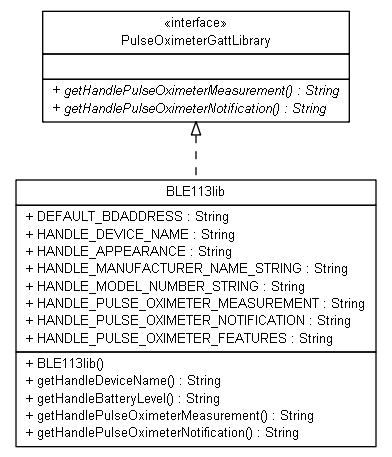 «interface»
PulseOximeterGattLibrary
+ getHandlePulseOximeterMeasurement() : String
+ getHandlePulseOximeterNotification() : String
BLE113lib
+ DEFAULT_BDADDRESS : String
+ HANDLE_DEVICE_NAME : String
+ HANDLE_APPEARANCE : String
+ HANDLE_MANUFACTURER_NAME_STRING : String
+ HANDLE_MODEL_NUMBER_STRING : String
+ HANDLE_PULSE_OXIMETER_MEASUREMENT : String
+ HANDLE_PULSE_OXIMETER_NOTIFICATION : String
+ HANDLE_PULSE_OXIMETER_FEATURES : String
+ BLE113lib()
+ getHandleDeviceName() : String
+ getHandleBatteryLevel() : String
+ getHandlePulseOximeterMeasurement() : String
+ getHandlePulseOximeterNotification() : String